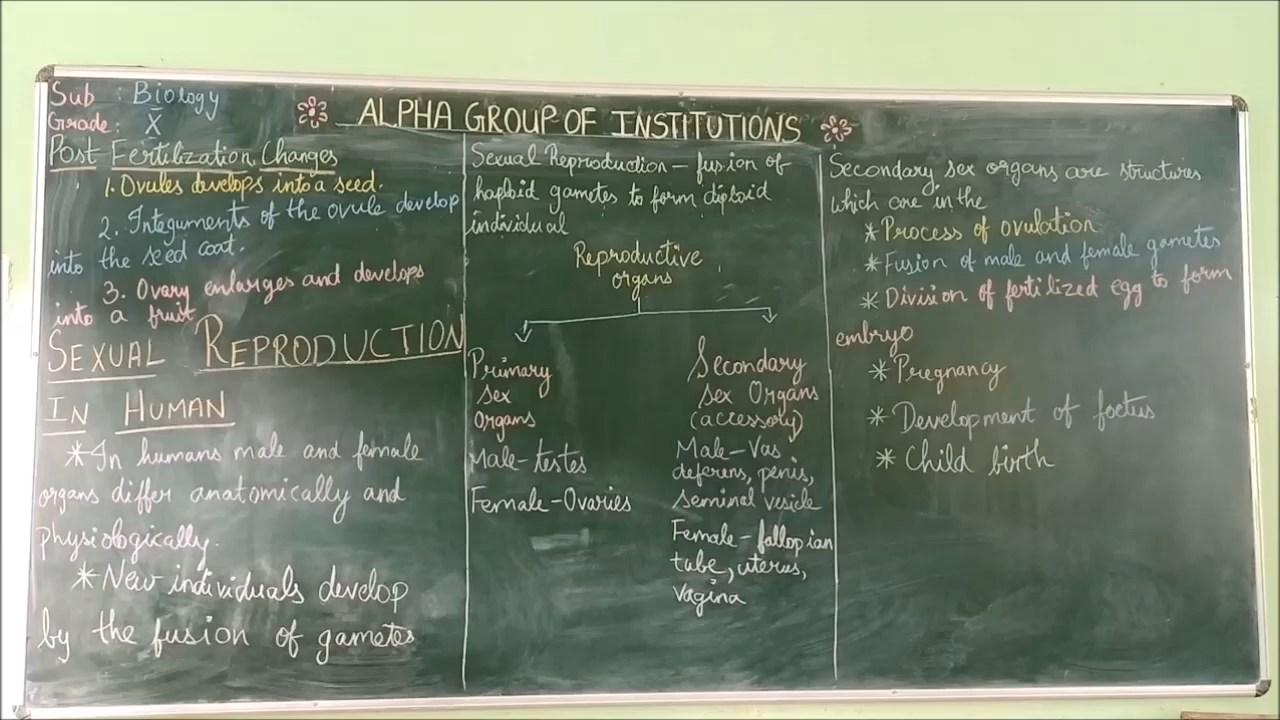 Sub : Biology
Grade: X
ALPHA GROUP OF INSTITUTIONS
Post Fertilization Changes
1. Ovules develops into a seed.
2. Integuments of the ovule develop
into the seed coat.
3. Ovary enlarges and develops
into a fruit
SEXUAL REPRODUCTION
IN HUMAN
* In humans male and female
organs differ anatomically and
physiologically.
* New individuals develop
by the fusion of gametes
Sexual Reproduction – fusion of
haploid gametes to form diploid
individual
Reproductive
organs
Primary
sex
organs
Male-testes
Female-Ovaries
Secondary
sex Organs
(accessory)
Male-Vas
deferens, penis,
seminal vesicle
Female-fallopian
tube, uterus,
vagina
Secondary sex organs are structures
which are in the
* Process of ovulation
* Fusion of male and female gametes
* Division of fertilized egg to form
embryo
* Pregnancy
* Development of foetus
* Child birth